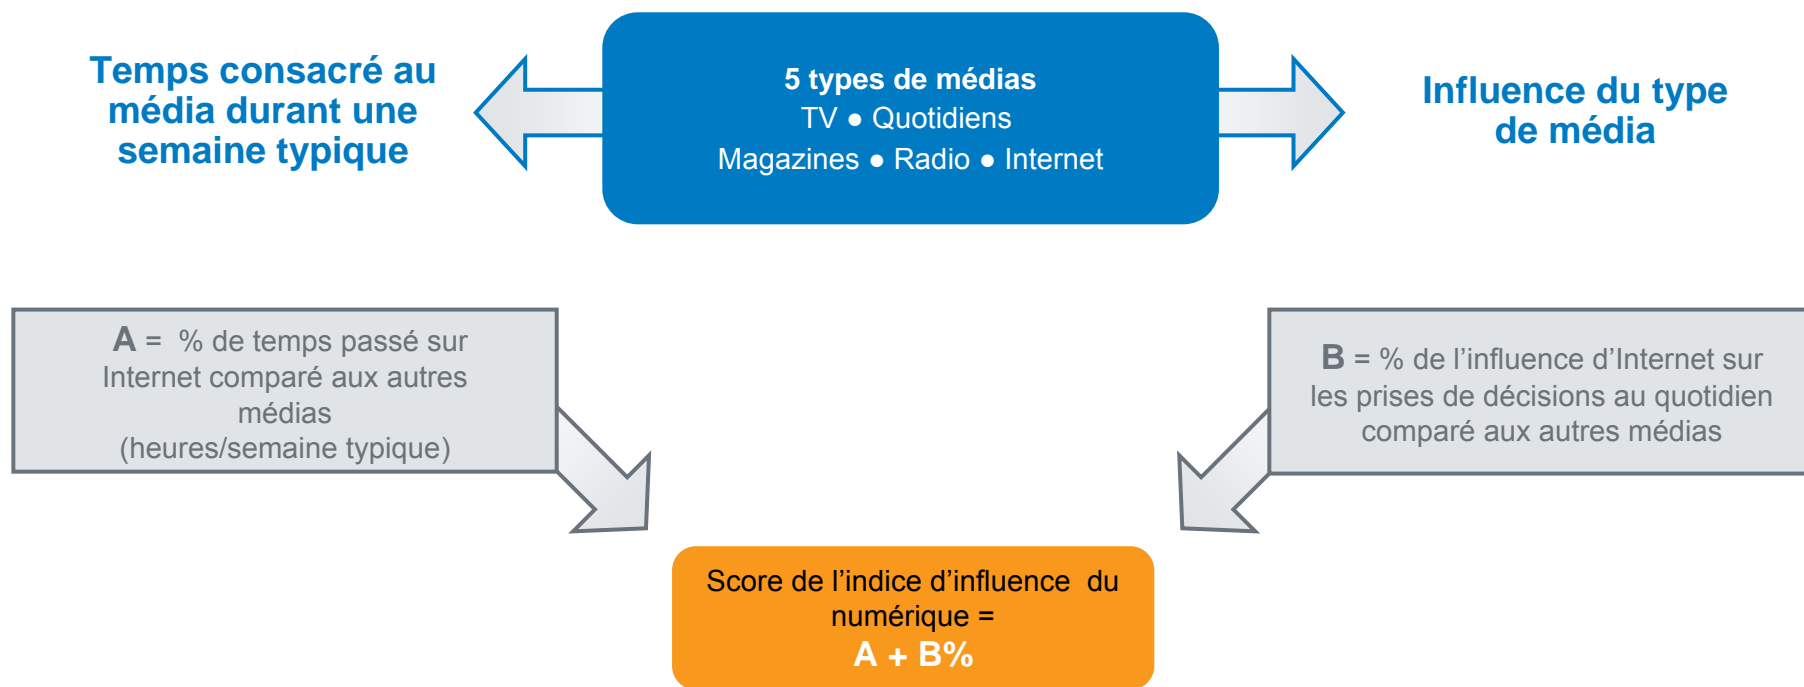 Temps consacré au
média durant une
semaine typique
5 types de médias
TV ● Quotidiens
Magazines ● Radio ● Internet
Influence du type
de média
A = % de temps passé sur
Internet comparé aux autres
médias
(heures/semaine typique)
B = % de l’influence d’Internet sur
les prises de décisions au quotidien
comparé aux autres médias
Score de l’indice d’influence du
numérique =
A + B%